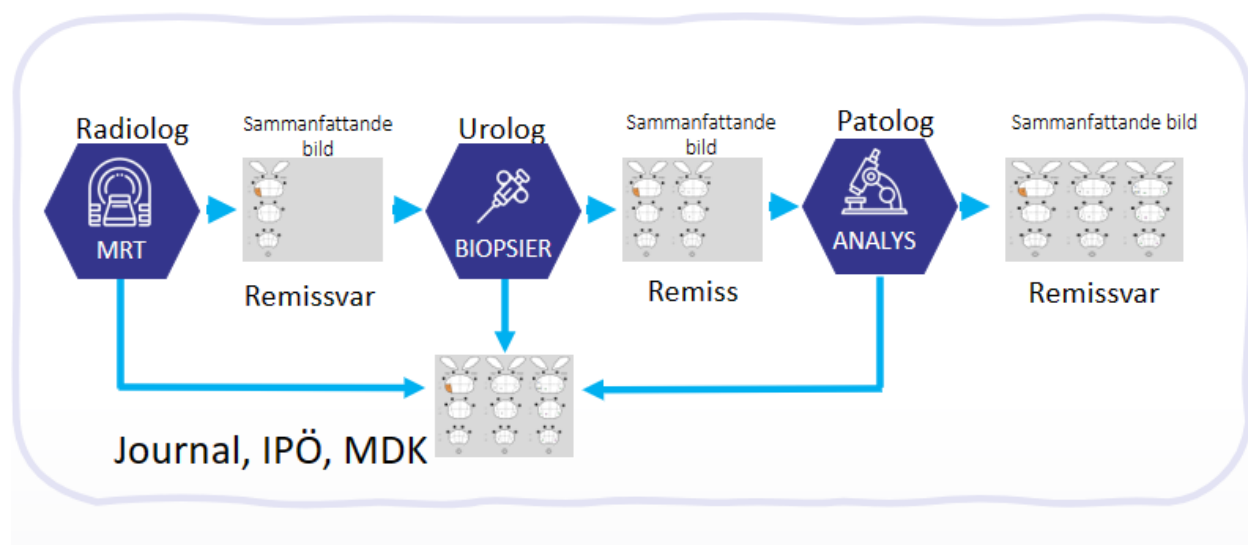 Radiolog
MRT
Sammanfattande
bild
Remissvar
Urolog
BIOPSIER
Sammanfattande
bild
Remiss
Patolog
ANALYS
Sammanfattande bild
Remissvar
Journal, IPÖ, MDK